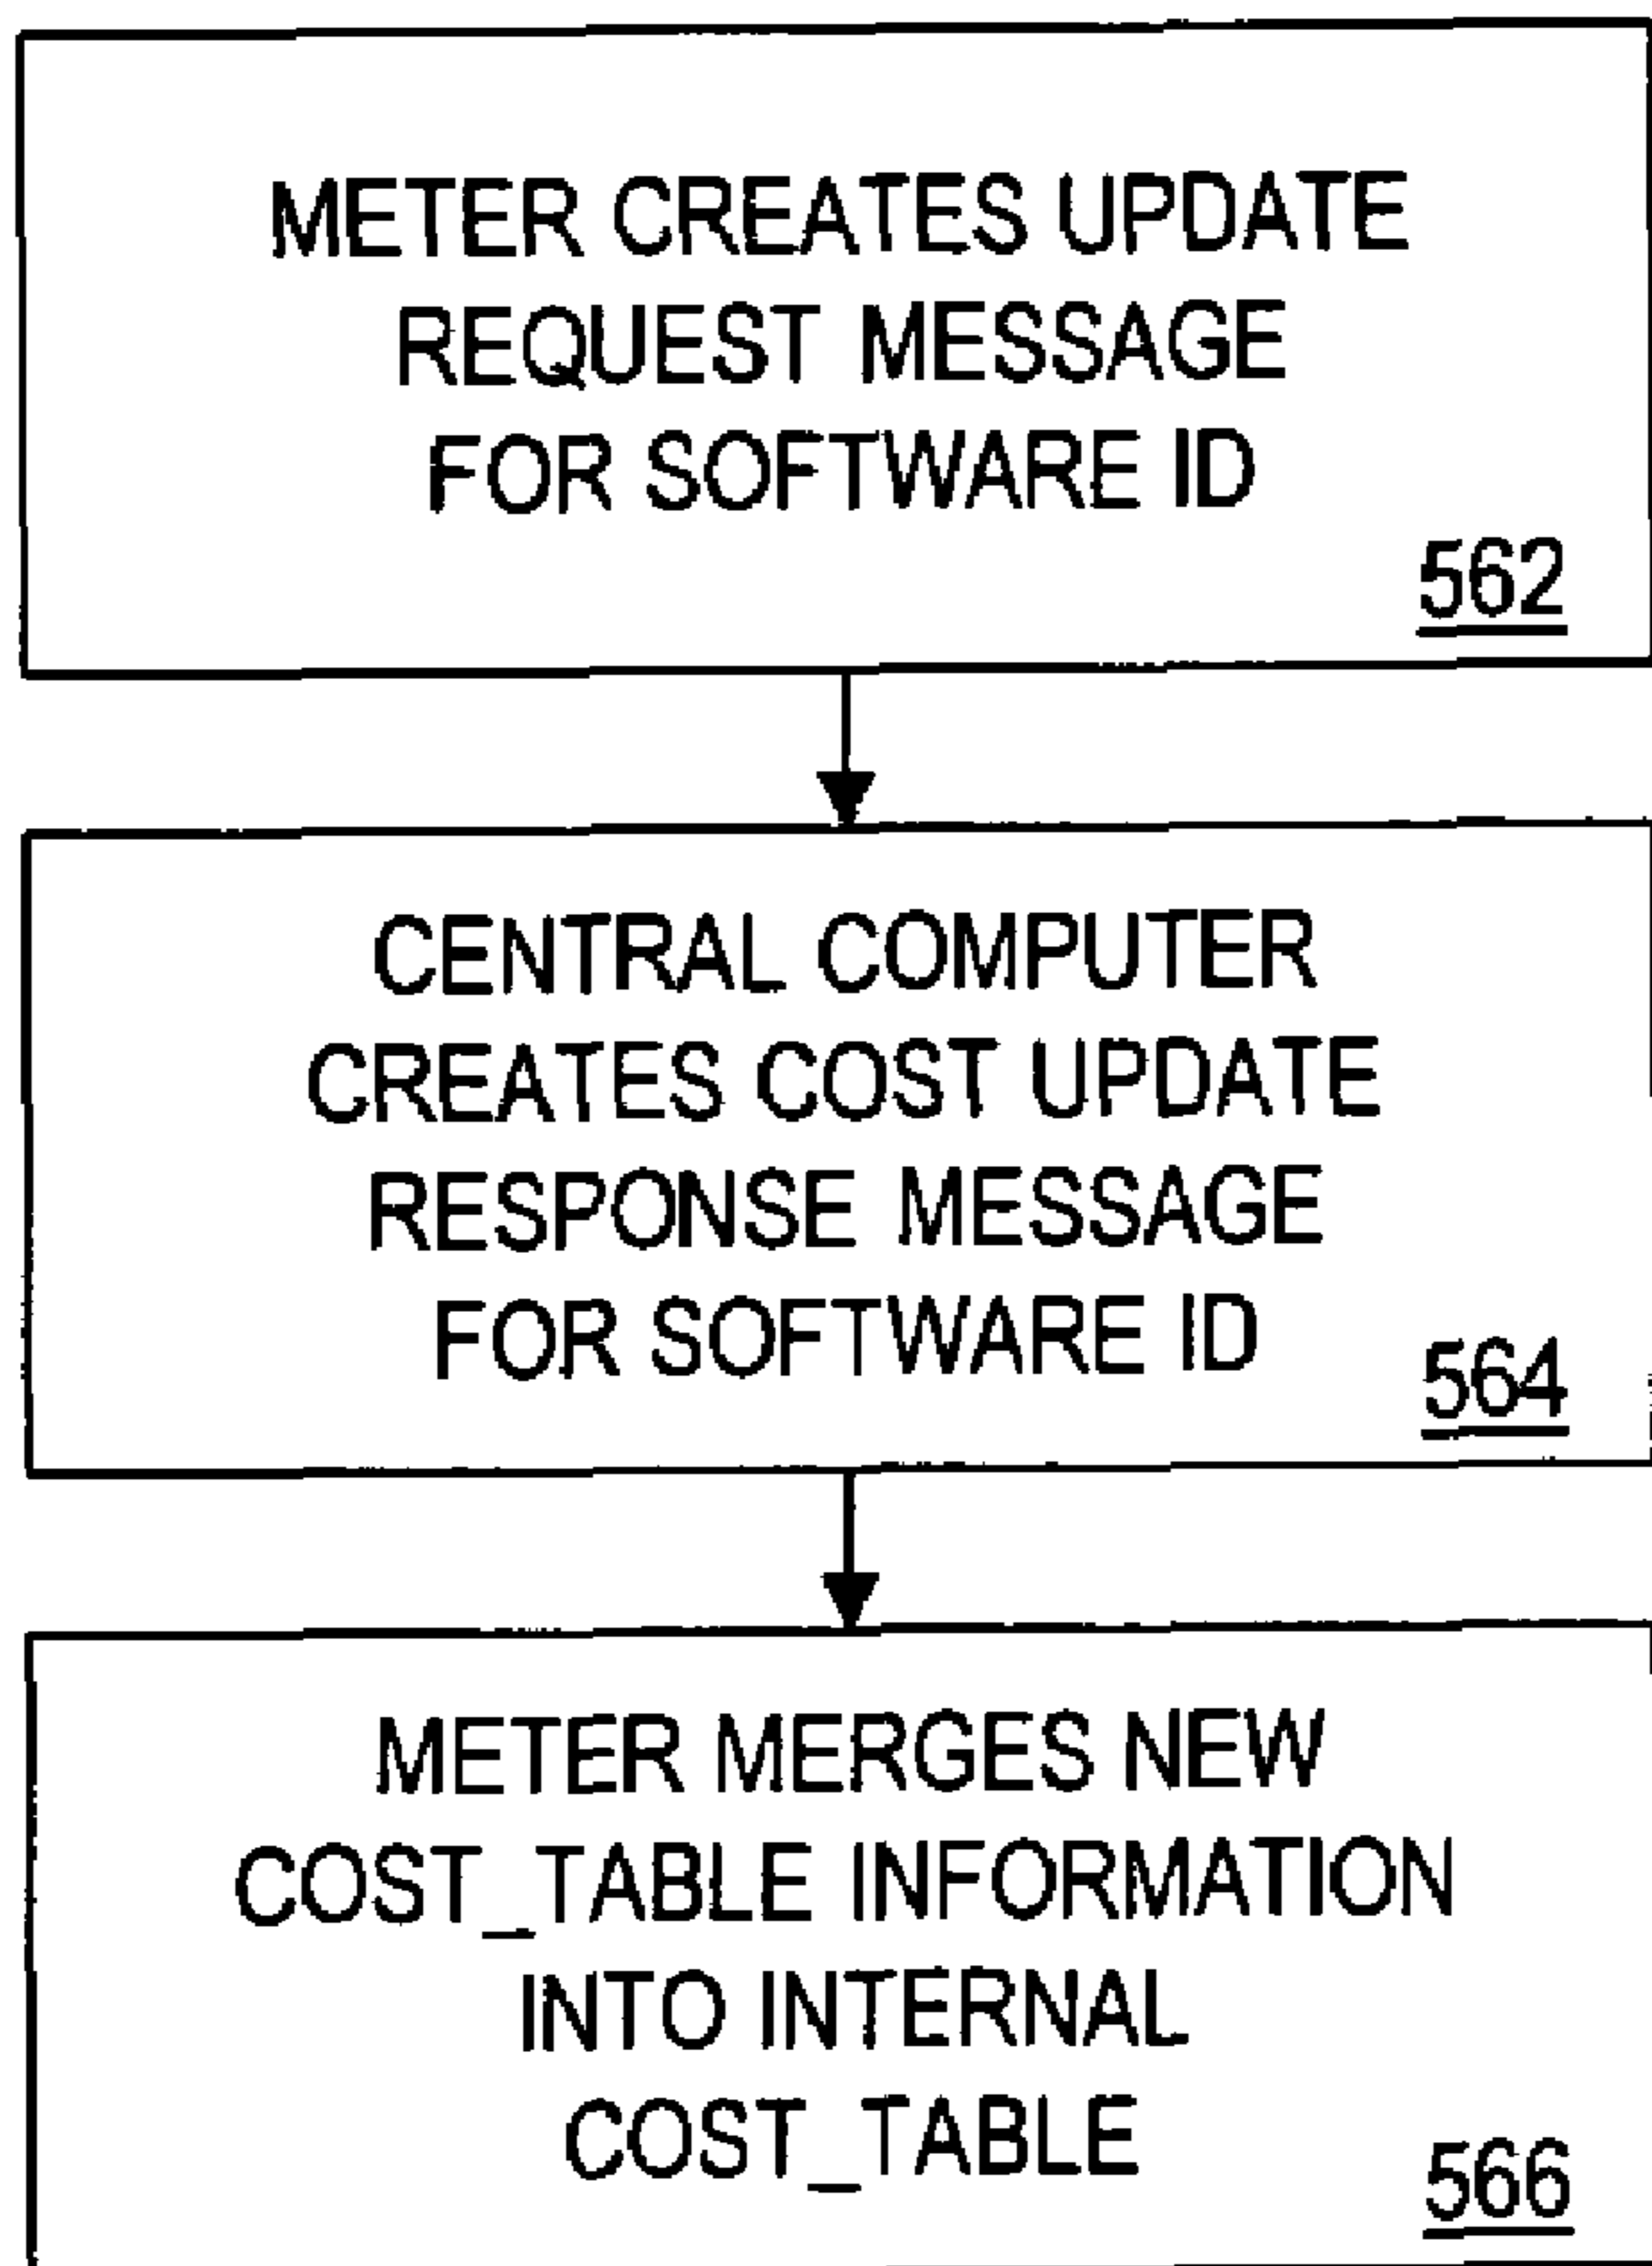 METER CREATES UPDATE
REQUEST MESSAGE
FOR SOFTWARE ID
562
CENTRAL COMPUTER
CREATES COST UPDATE
RESPONSE MESSAGE
FOR SOFTWARE ID
564
METER MERGES NEW
COST_TABLE INFORMATION
INTO INTERNAL
COST_TABLE
566